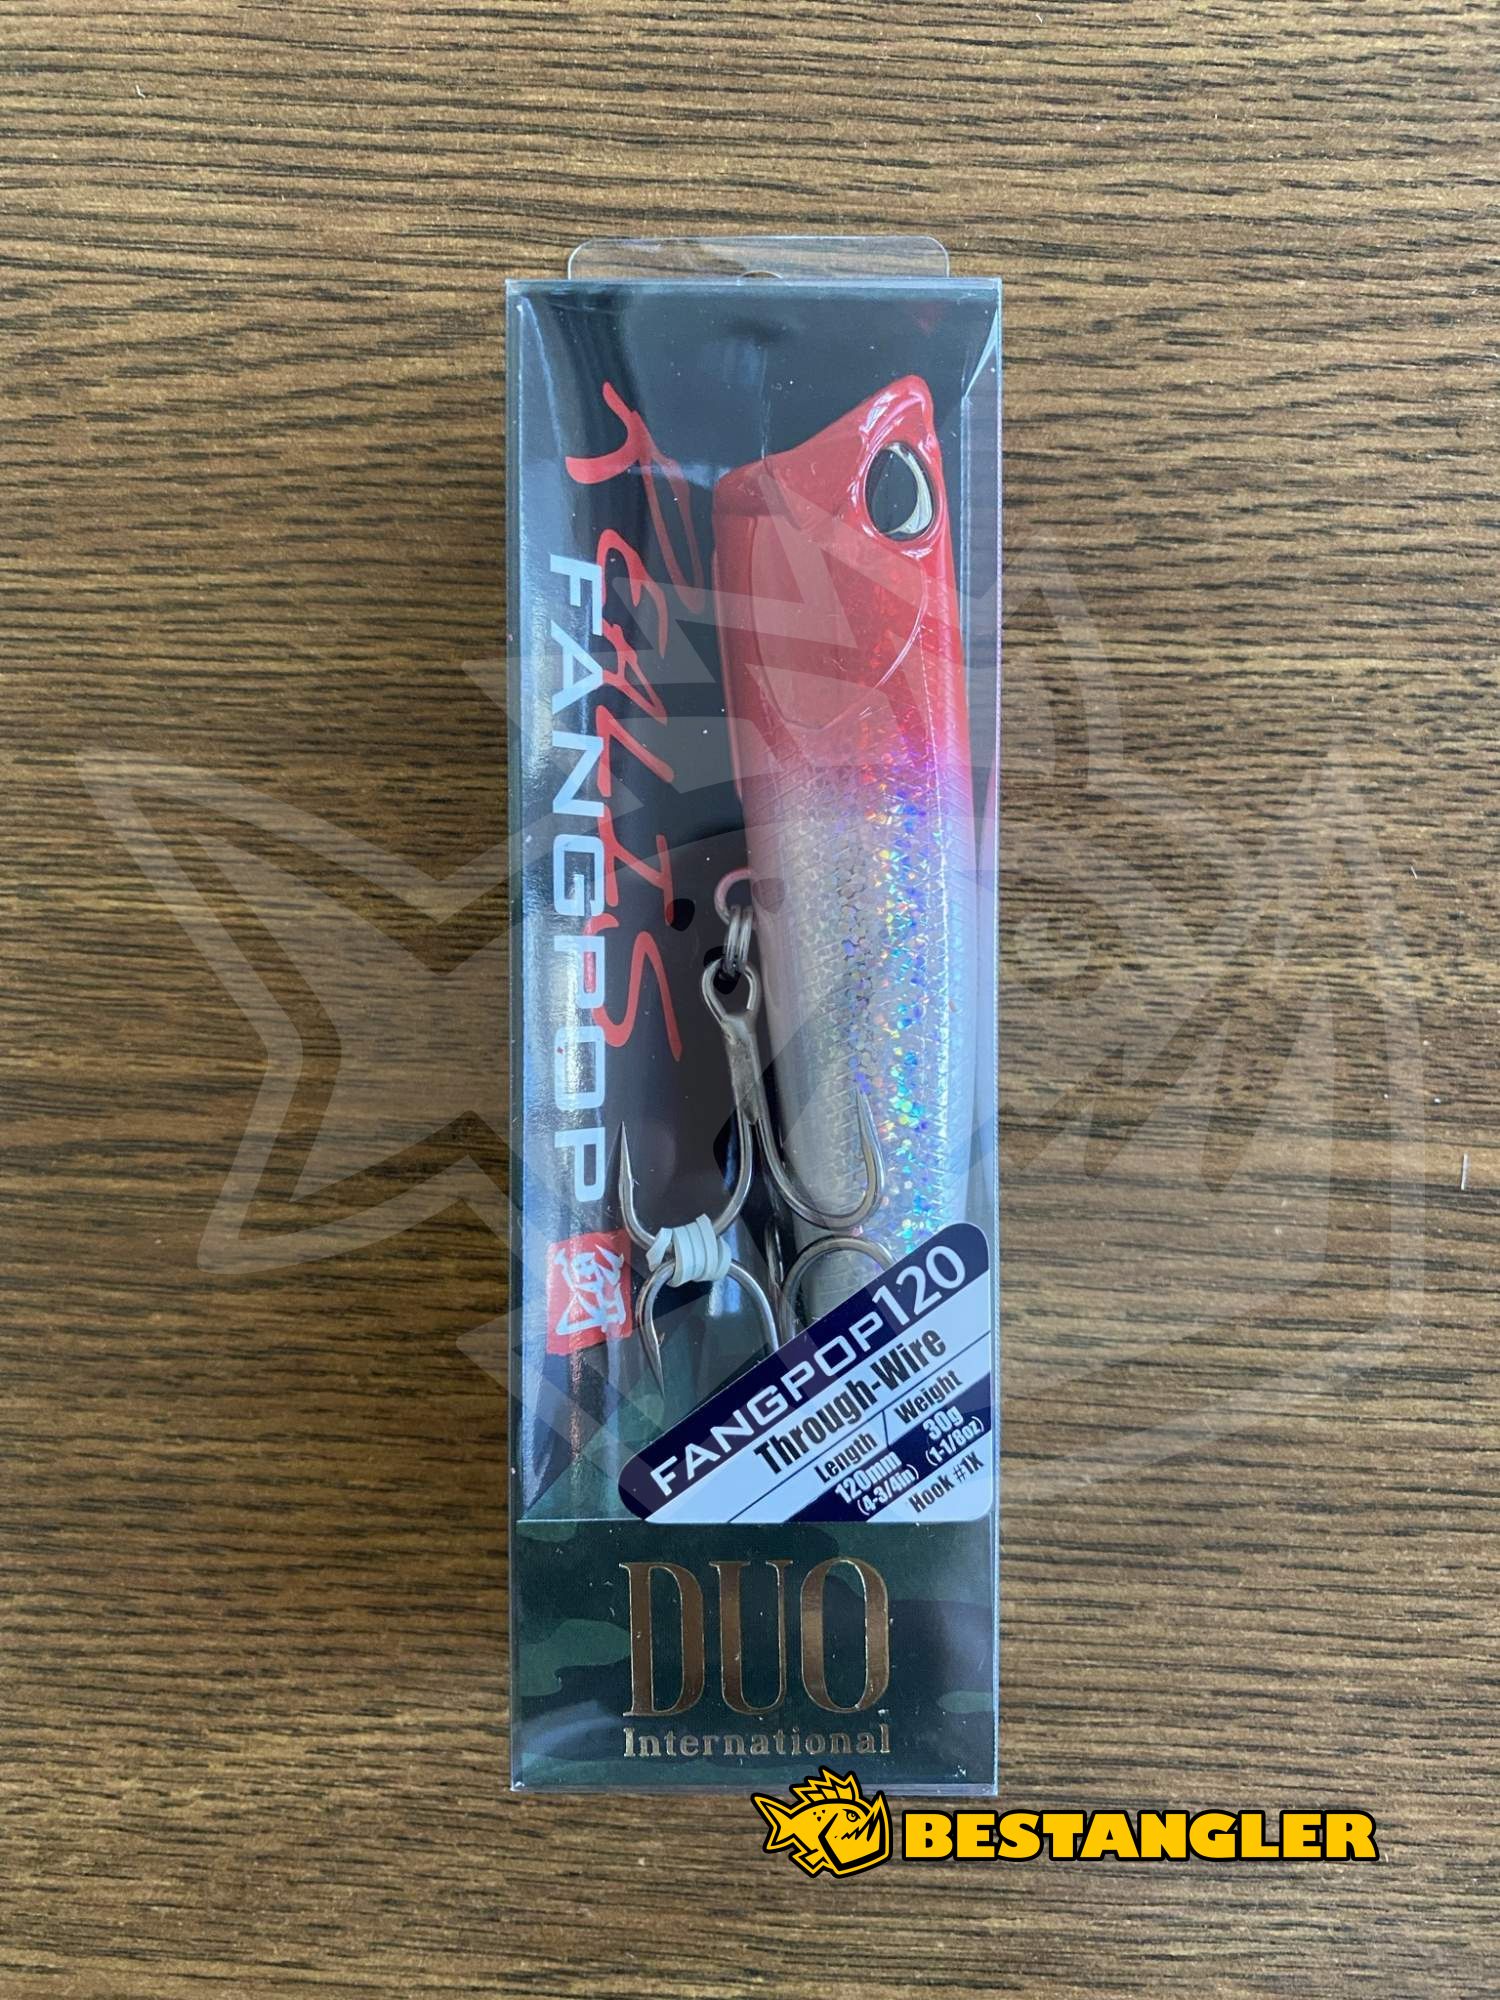 FANGPOP
FANGPOP120
Through-Wire
Length
120mm
(4-3/4in)
Weight
30g
(1-1/8oz)
Hook #1X
DUO
International
BESTANGLER